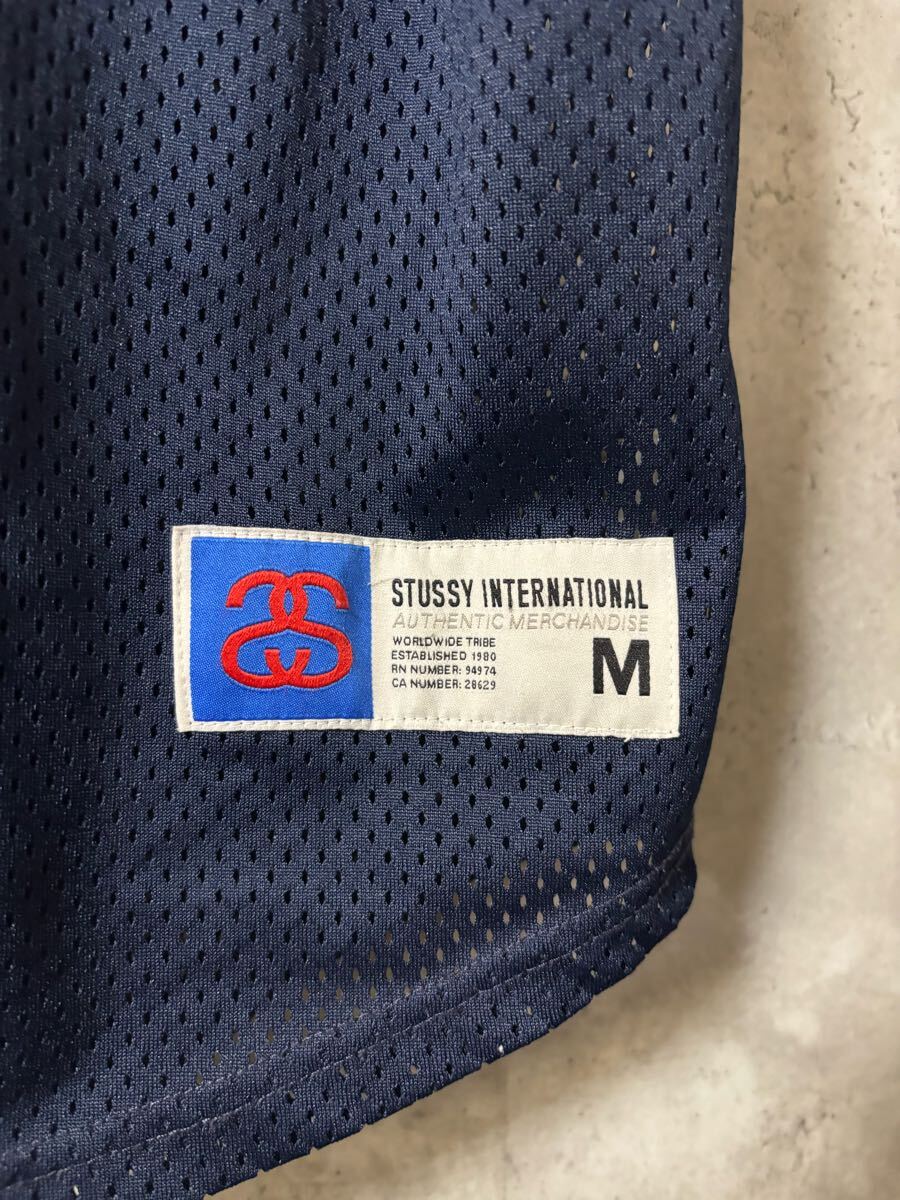 STUSSY INTERNATIONAL
AUTHENTIC MERCHANDISE
WORLDWIDE TRIBE
ESTABLISHED 1980
RN NUMBER: 94974
CA NUMBER: 28629
M